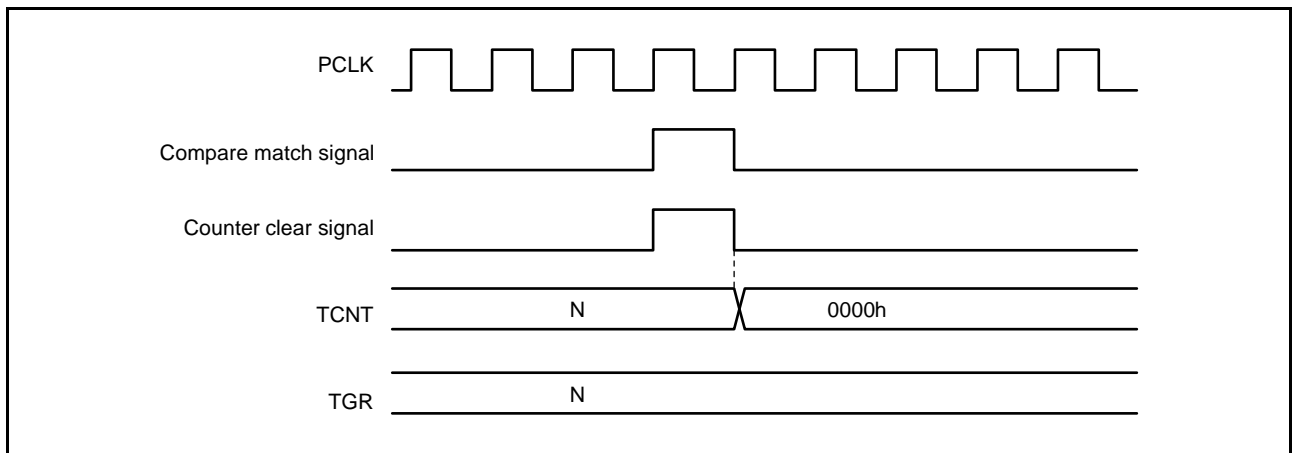 PCLK
Compare match signal
Counter clear signal
TCNT N 0000h
TGR N